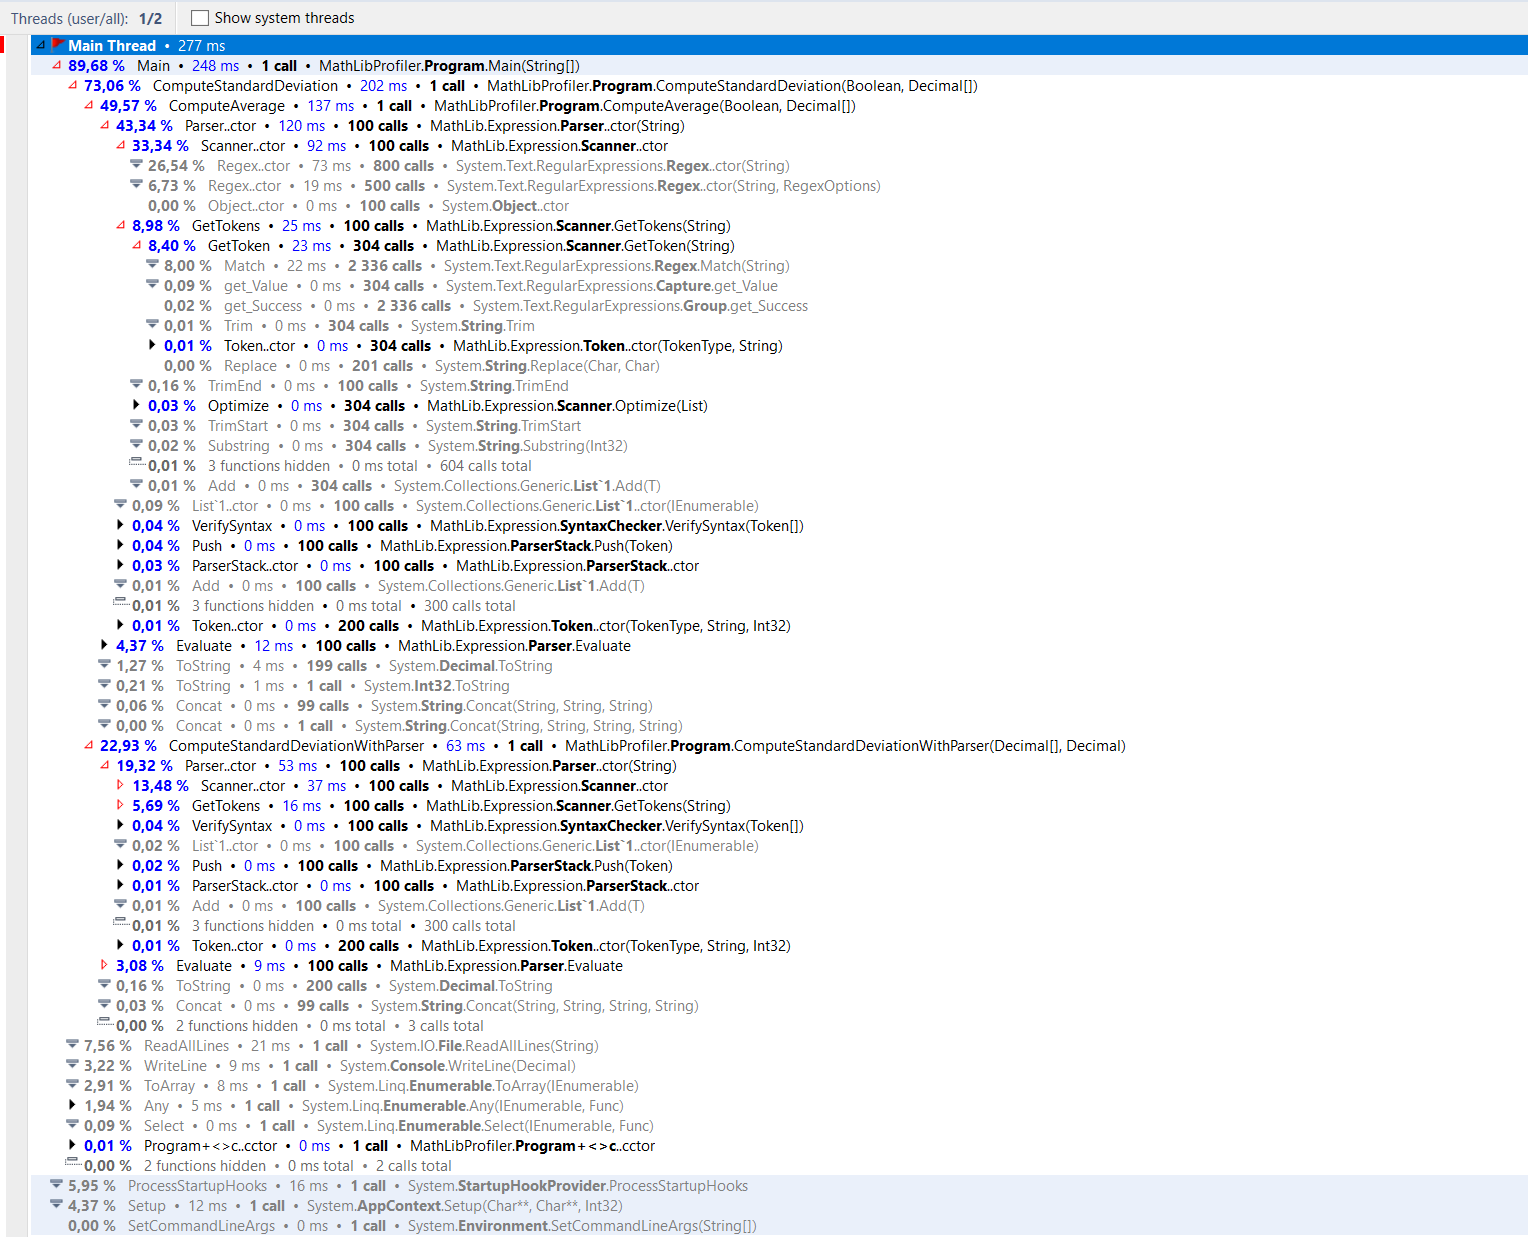 Threads (user/all): 1/2 Show system threads
Main Thread • 277 ms
89,68 % Main • 248 ms • 1 call • MathLibProfiler.Program.Main(String[])
73,06 % ComputeStandardDeviation • 202 ms • 1 call • MathLibProfiler.Program.ComputeStandardDeviation(Boolean, Decimal[])
49,57 % ComputeAverage • 137 ms • 1 call • MathLibProfiler.Program.ComputeAverage(Boolean, Decimal[])
43,34 % Parser..ctor • 120 ms • 100 calls • MathLib.Expression.Parser..ctor(String)
33,34 % Scanner..ctor • 92 ms • 100 calls • MathLib.Expression.Scanner..ctor
26,54 % Regex..ctor • 73 ms • 800 calls • System.Text.RegularExpressions.Regex..ctor(String)
6,73 % Regex..ctor • 19 ms • 500 calls • System.Text.RegularExpressions.Regex..ctor(String, RegexOptions)
0,00 % Object..ctor • 0 ms • 100 calls • System.Object..ctor
8,98 % GetTokens • 25 ms • 100 calls • MathLib.Expression.Scanner.GetTokens(String)
8,40 % GetToken • 23 ms • 304 calls • MathLib.Expression.Scanner.GetToken(String)
8,00 % Match • 22 ms • 2 336 calls • System.Text.RegularExpressions.Regex.Match(String)
0,09 % get_Value • 0 ms • 304 calls • System.Text.RegularExpressions.Capture.get_Value
0,02 % get_Success • 0 ms • 2 336 calls • System.Text.RegularExpressions.Group.get_Success
0,01 % Trim • 0 ms • 304 calls • System.String.Trim
0,01 % Token..ctor • 0 ms • 304 calls • MathLib.Expression.Token..ctor(TokenType, String)
0,00 % Replace • 0 ms • 201 calls • System.String.Replace(Char, Char)
0,16 % TrimEnd • 0 ms • 100 calls • System.String.TrimEnd
0,03 % Optimize • 0 ms • 304 calls • MathLib.Expression.Scanner.Optimize(List)
0,03 % TrimStart • 0 ms • 304 calls • System.String.TrimStart
0,02 % Substring • 0 ms • 304 calls • System.String.Substring(Int32)
0,01 % 3 functions hidden • 0 ms total • 604 calls total
0,01 % Add • 0 ms • 304 calls • System.Collections.Generic.List`1.Add(T)
0,09 % List`1..ctor • 0 ms • 100 calls • System.Collections.Generic.List`1..ctor(IEnumerable)
0,04 % VerifySyntax • 0 ms • 100 calls • MathLib.Expression.SyntaxChecker.VerifySyntax(Token[])
0,04 % Push • 0 ms • 100 calls • MathLib.Expression.ParserStack.Push(Token)
0,03 % ParserStack..ctor • 0 ms • 100 calls • MathLib.Expression.ParserStack..ctor
0,01 % Add • 0 ms • 100 calls • System.Collections.Generic.List`1.Add(T)
0,01 % 3 functions hidden • 0 ms total • 300 calls total
0,01 % Token..ctor • 0 ms • 200 calls • MathLib.Expression.Token..ctor(TokenType, String, Int32)
4,37 % Evaluate • 12 ms • 100 calls • MathLib.Expression.Parser.Evaluate
1,27 % ToString • 4 ms • 199 calls • System.Decimal.ToString
0,21 % ToString • 1 ms • 1 call • System.Int32.ToString
0,06 % Concat • 0 ms • 99 calls • System.String.Concat(String, String, String)
0,00 % Concat • 0 ms • 1 call • System.String.Concat(String, String, String, String)
22,93 % ComputeStandardDeviationWithParser • 63 ms • 1 call • MathLibProfiler.Program.ComputeStandardDeviationWithParser(Decimal[], Decimal)
19,32 % Parser..ctor • 53 ms • 100 calls • MathLib.Expression.Parser..ctor(String)
13,48 % Scanner..ctor • 37 ms • 100 calls • MathLib.Expression.Scanner..ctor
5,69 % GetTokens • 16 ms • 100 calls • MathLib.Expression.Scanner.GetTokens(String)
0,04 % VerifySyntax • 0 ms • 100 calls • MathLib.Expression.SyntaxChecker.VerifySyntax(Token[])
0,02 % List`1..ctor • 0 ms • 100 calls • System.Collections.Generic.List`1..ctor(IEnumerable)
0,02 % Push • 0 ms • 100 calls • MathLib.Expression.ParserStack.Push(Token)
0,01 % ParserStack..ctor • 0 ms • 100 calls • MathLib.Expression.ParserStack..ctor
0,01 % Add • 0 ms • 100 calls • System.Collections.Generic.List`1.Add(T)
0,01 % 3 functions hidden • 0 ms total • 300 calls total
0,01 % Token..ctor • 0 ms • 200 calls • MathLib.Expression.Token..ctor(TokenType, String, Int32)
3,08 % Evaluate • 9 ms • 100 calls • MathLib.Expression.Parser.Evaluate
0,16 % ToString • 0 ms • 200 calls • System.Decimal.ToString
0,03 % Concat • 0 ms • 99 calls • System.String.Concat(String, String, String, String)
0,00 % 2 functions hidden • 0 ms total • 3 calls total
7,56 % ReadAllLines • 21 ms • 1 call • System.IO.File.ReadAllLines(String)
3,22 % WriteLine • 9 ms • 1 call • System.Console.WriteLine(Decimal)
2,91 % ToArray • 8 ms • 1 call • System.Linq.Enumerable.ToArray(IEnumerable)
1,94 % Any • 5 ms • 1 call • System.Linq.Enumerable.Any(IEnumerable, Func)
0,09 % Select • 0 ms • 1 call • System.Linq.Enumerable.Select(IEnumerable, Func)
0,01 % Program+<>c..cctor • 0 ms • 1 call • MathLibProfiler.Program+<>c..cctor
0,00 % 2 functions hidden • 0 ms total • 2 calls total
5,95 % ProcessStartupHooks • 16 ms • 1 call • System.StartupHookProvider.ProcessStartupHooks
4,37 % Setup • 12 ms • 1 call • System.AppContext.Setup(Char**, Char**, Int32)
0,00 % SetCommandLineArgs • 0 ms • 1 call • System.Environment.SetCommandLineArgs(String[])